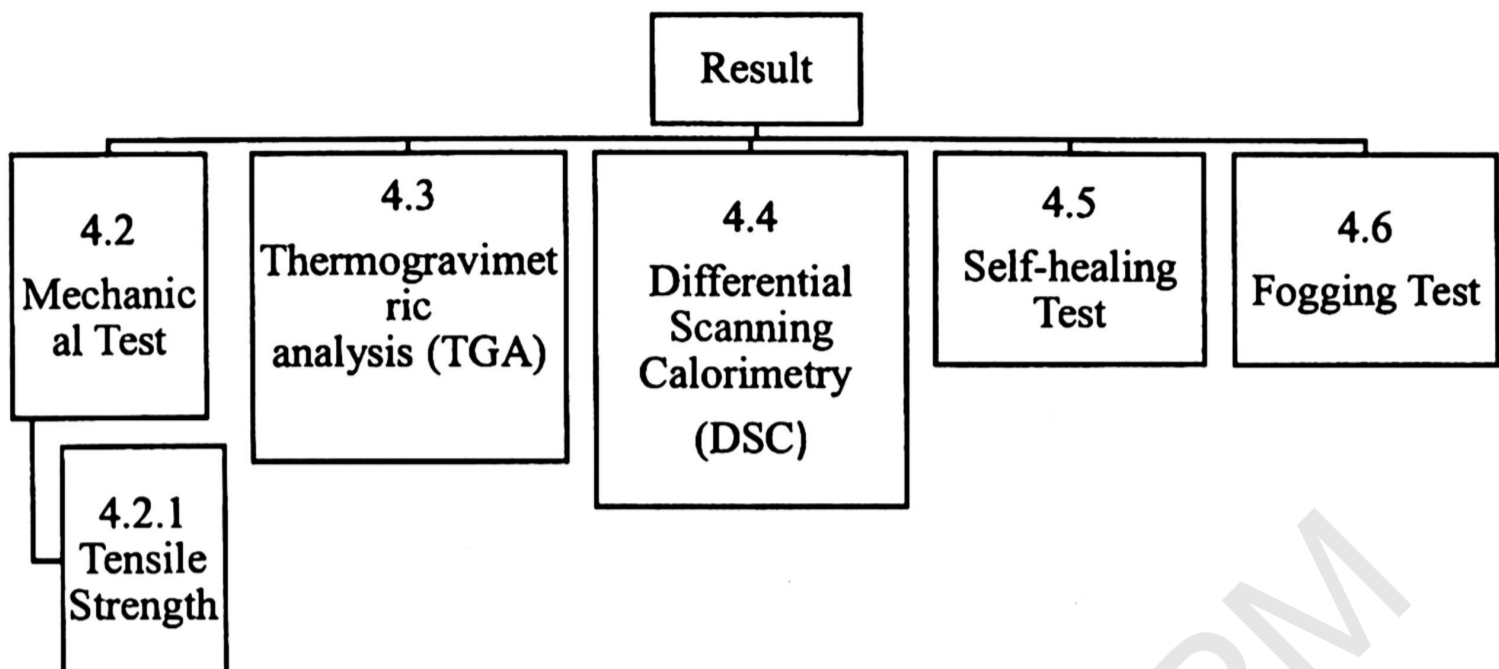 Result
4.2
Mechanic
al Test
4.3
Thermogravimet
ric
analysis (TGA)
4.4
Differential
Scanning
Calorimetry
(DSC)
4.5
Self-healing
Test
4.6
Fogging Test
4.2.1
Tensile
Strength
PM